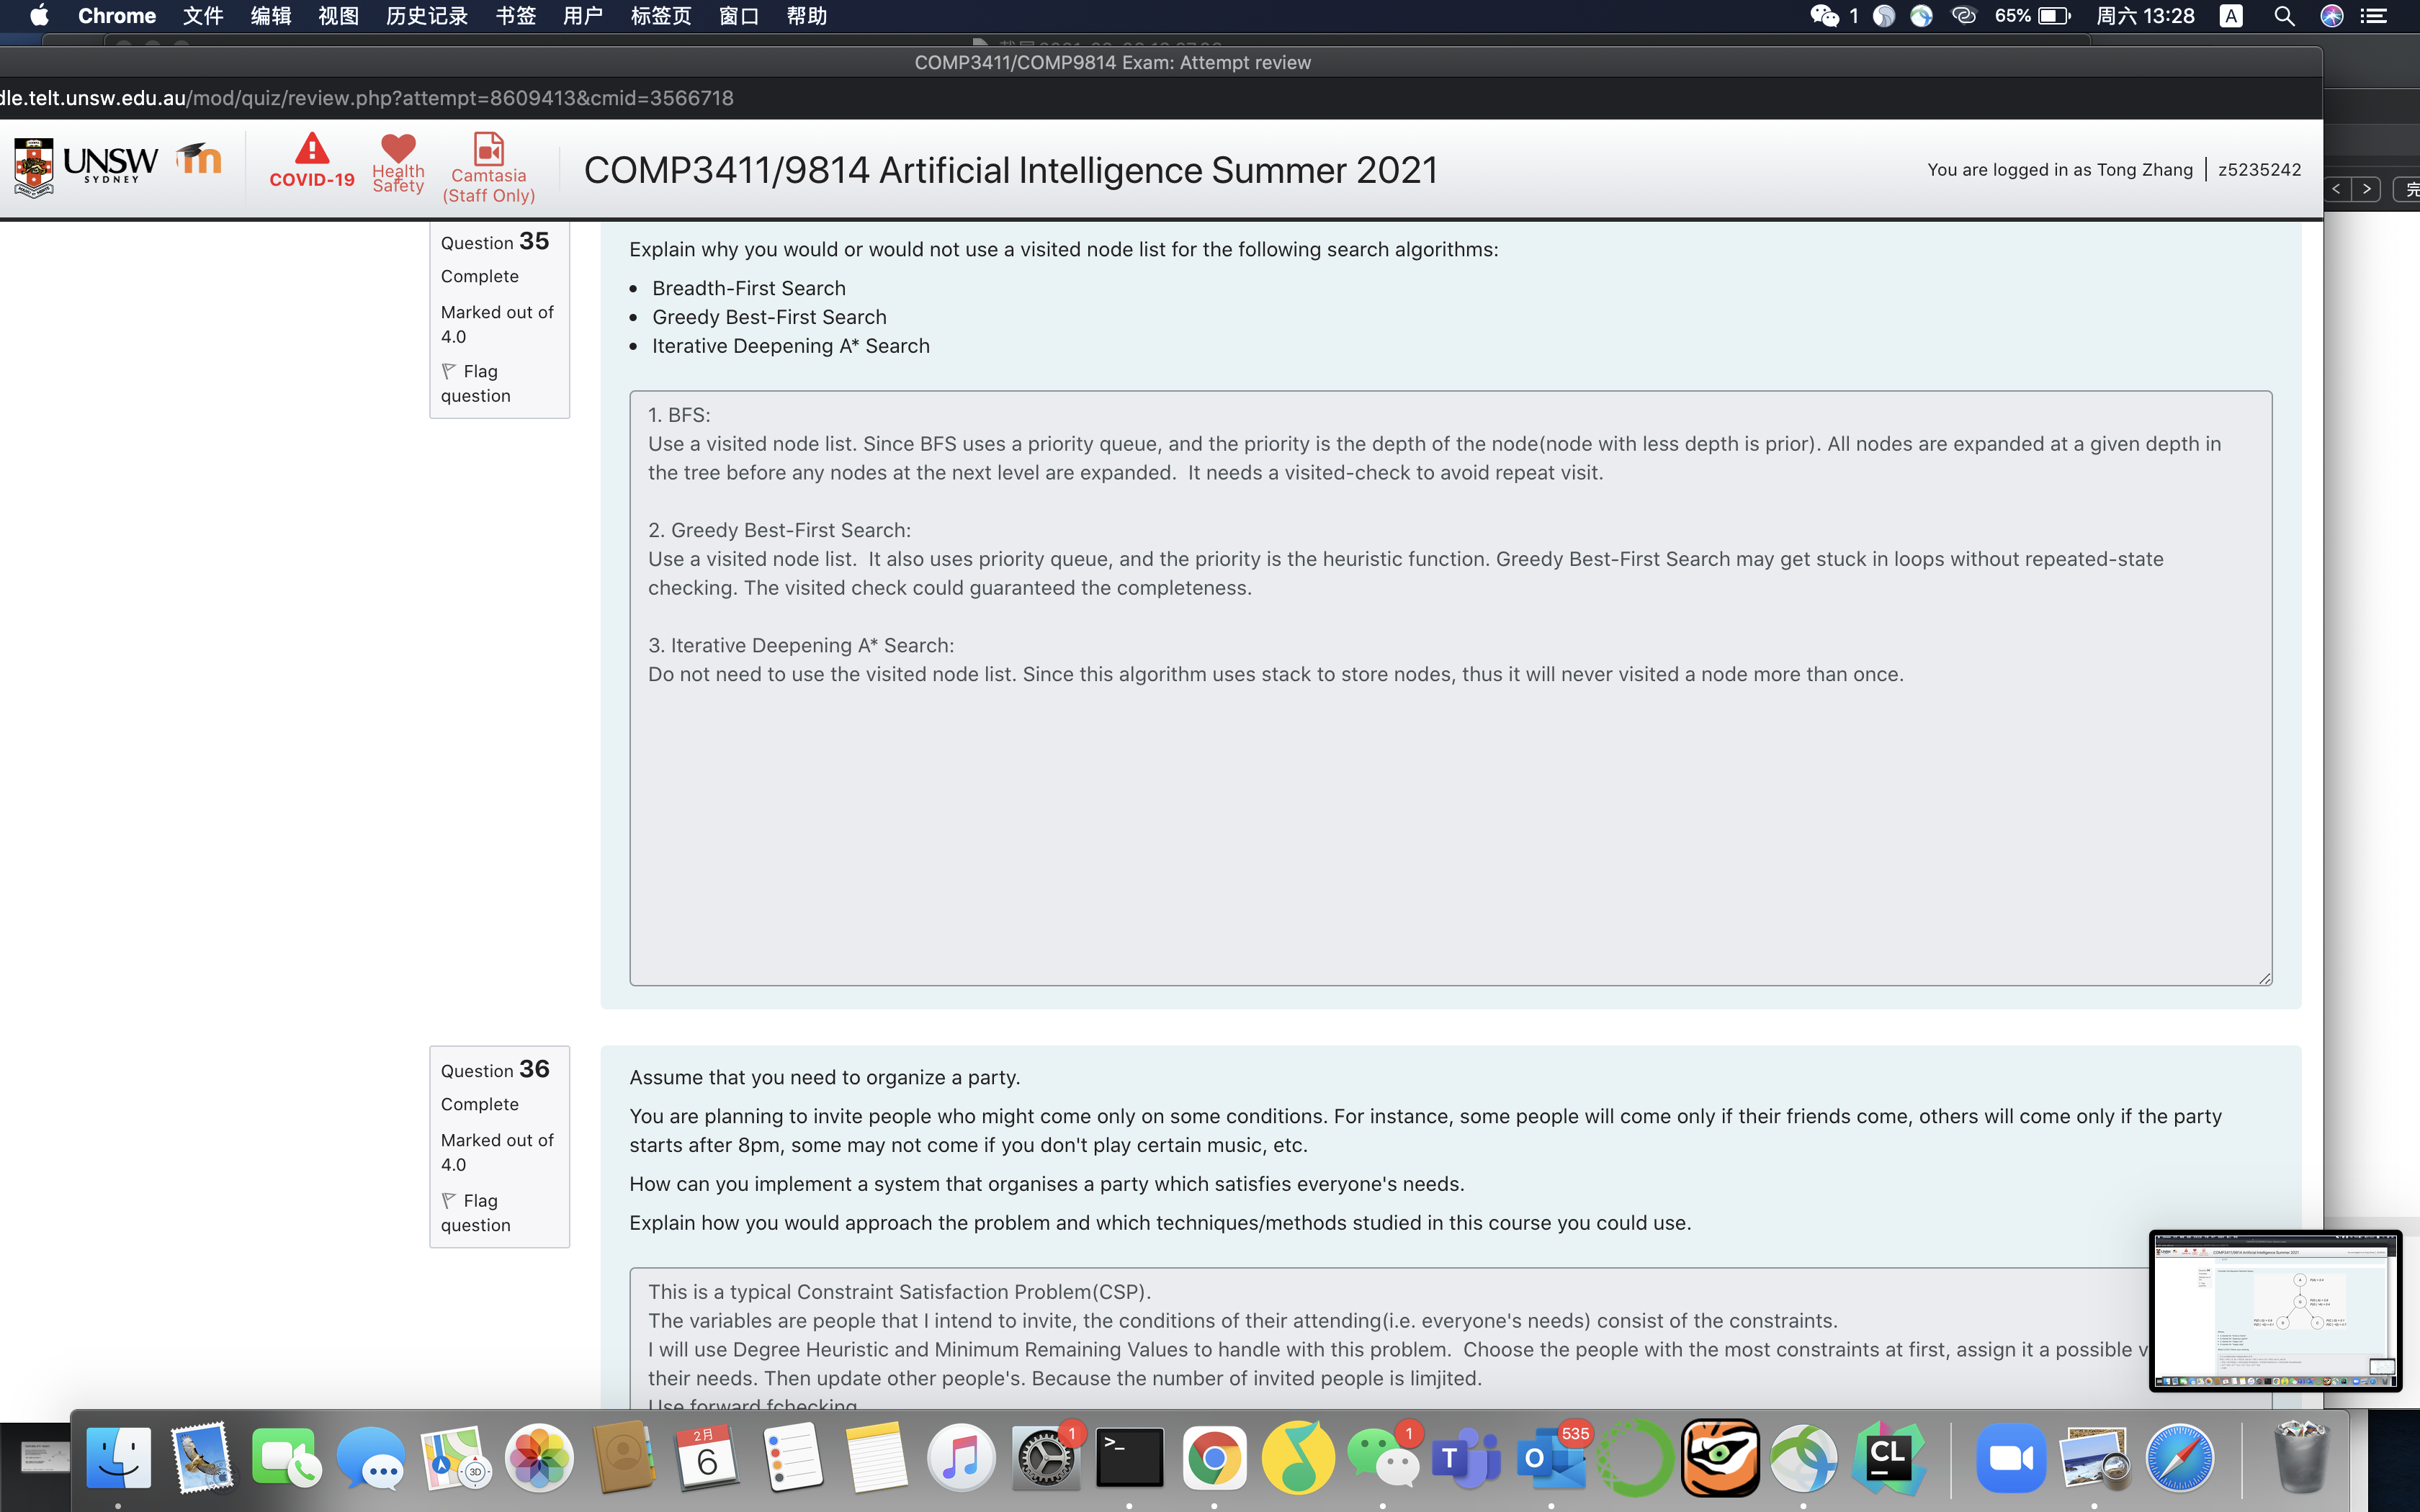 Chrome 文件 编辑 视图 历史记录 书签 用户 标签页 窗口 帮助
1 65% 周六 13:28 A
COMP3411/COMP9814 Exam: Attempt review
dle.telt.unsw.edu.au/mod/quiz/review.php?attempt=8609413&cmid=3566718
UNSW
SYDNEY
COVID-19
Health
Safety
Camtasia
(Staff Only)
COMP3411/9814 Artificial Intelligence Summer 2021
You are logged in as Tong Zhang z5235242
< > 完
Question 35
Complete
Marked out of
4.0
Flag
question
Explain why you would or would not use a visited node list for the following search algorithms:
• Breadth-First Search
• Greedy Best-First Search
• Iterative Deepening A* Search
1. BFS:
Use a visited node list. Since BFS uses a priority queue, and the priority is the depth of the node(node with less depth is prior). All nodes are expanded at a given depth in
the tree before any nodes at the next level are expanded.  It needs a visited-check to avoid repeat visit.
2. Greedy Best-First Search:
Use a visited node list.  It also uses priority queue, and the priority is the heuristic function. Greedy Best-First Search may get stuck in loops without repeated-state
checking. The visited check could guaranteed the completeness.
3. Iterative Deepening A* Search:
Do not need to use the visited node list. Since this algorithm uses stack to store nodes, thus it will never visited a node more than once.
Question 36
Complete
Marked out of
4.0
Flag
question
Assume that you need to organize a party.
You are planning to invite people who might come only on some conditions. For instance, some people will come only if their friends come, others will come only if the party
starts after 8pm, some may not come if you don't play certain music, etc.
How can you implement a system that organises a party which satisfies everyone's needs.
Explain how you would approach the problem and which techniques/methods studied in this course you could use.
This is a typical Constraint Satisfaction Problem(CSP).
The variables are people that I intend to invite, the conditions of their attending(i.e. everyone's needs) consist of the constraints.
I will use Degree Heuristic and Minimum Remaining Values to handle with this problem.  Choose the people with the most constraints at first, assign it a possible v
their needs. Then update other people's. Because the number of invited people is limjited.
Use forward fchecking
3D
2月
6
1
>_
1
T
O
535
CL